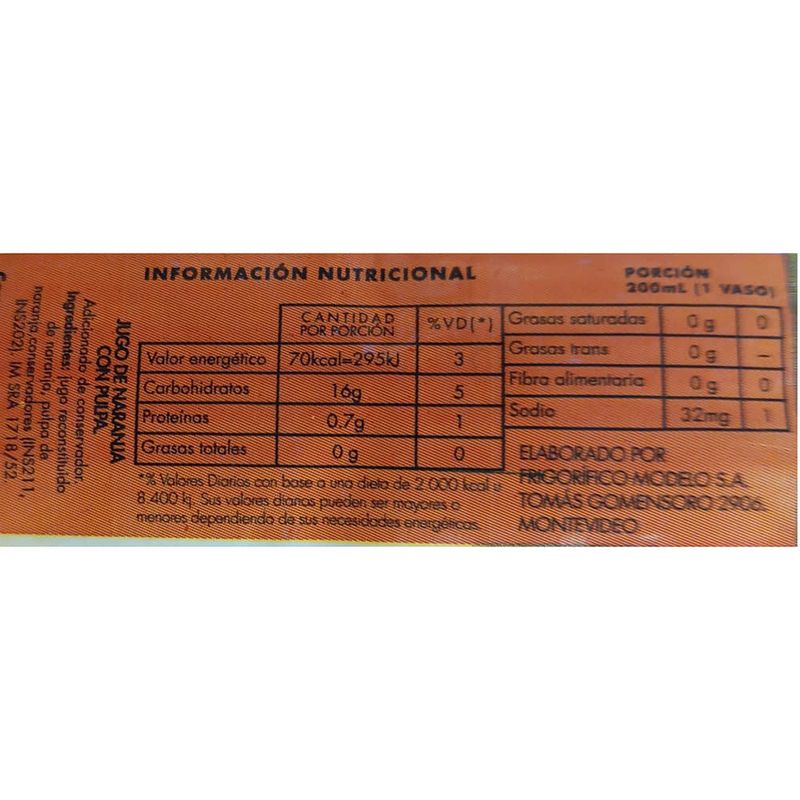 JUGO DE NARANJA
CON PULPA.
Adicionado de conservador.
Ingredientes: jugo reconstituido
de naranja, pulpa de
naranja conservadores (INS211,
INS202). IM SRA 1718/52.
INFORMACIÓN NUTRICIONAL
PORCIÓN
200mL (1 VASO)
CANTIDAD POR PORCIÓN %VD(*)
Valor energético 70kcal=295kJ 3
Carbohidratos 16g 5
Proteínas 0.7g 1
Grasas totales 0 g 0
Grasas saturadas 0 g 0
Grasas trans 0 g –
Fibra alimentaria 0 g 0
Sodio 32mg 1
*% Valores Diarios con base a una dieta de 2.000 kcal u
8.400 kj. Sus valores diarios pueden ser mayores o
menores dependiendo de sus necesidades energéticas.
ELABORADO POR
FRIGORÍFICO MODELO S.A.
TOMÁS GOMENSORO 2906.
MONTEVIDEO